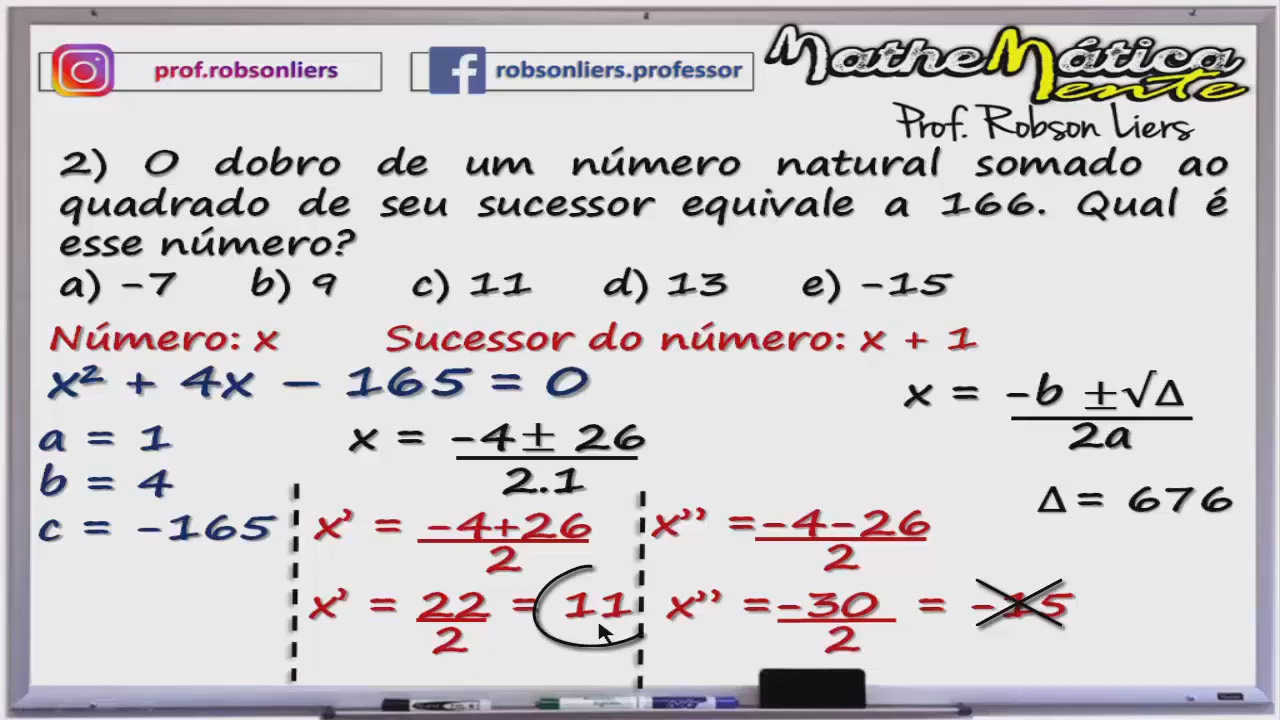 prof.robsonliers
robsonliers.professor
MatheMática
Mente
Prof. Robson Liers
2) O dobro de um número natural somado ao
quadrado de seu sucessor equivale a 166. Qual é
esse número?
a) -7 b) 9 c) 11 d) 13 e) -15
Número: x Sucessor do número: x + 1
x² + 4x – 165 = 0
a = 1
b = 4
c = -165
x = -4± 26
2.1
x' = -4+26
2
x' = 22 = 11
2
x'' = -4-26
2
x'' = -30 = -15
2
x = -b ±√Δ
2a
Δ = 676